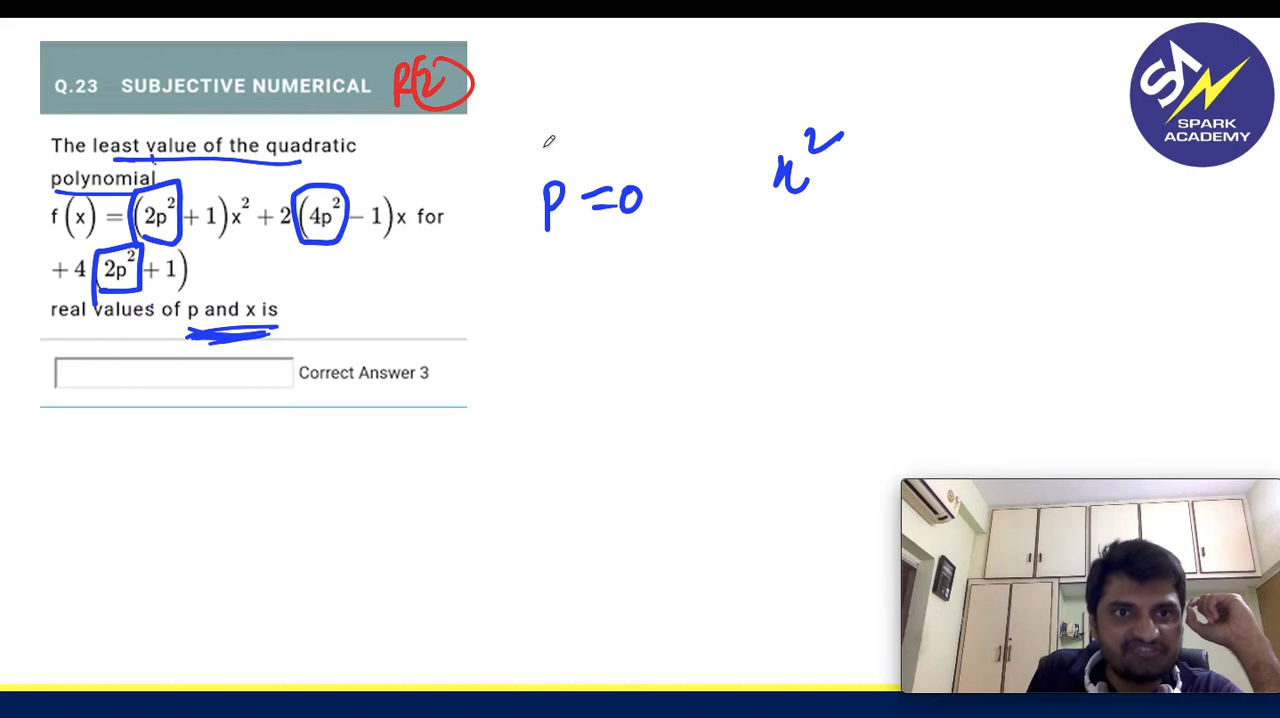 Q.23 SUBJECTIVE NUMERICAL
The least value of the quadratic
polynomial
f(x) = (2p²+1)x² + 2(4p²−1)x for
+ 4(2p²+1)
real values of p and x is
Correct Answer 3
p = 0
x²
SPARK
ACADEMY